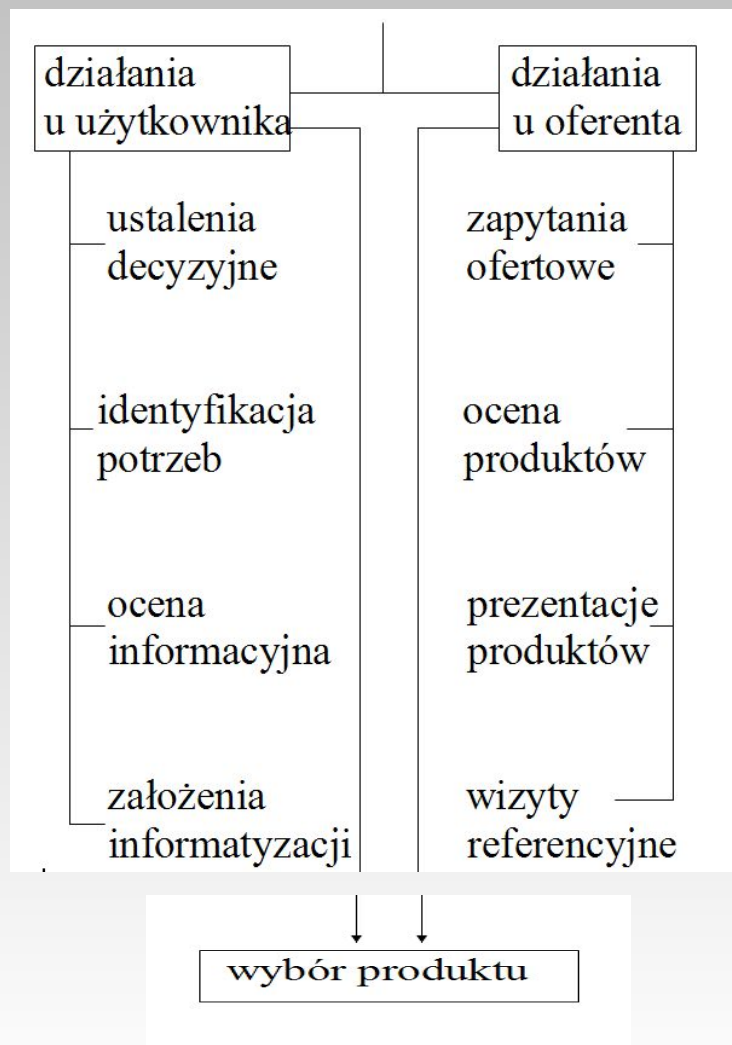 działania
u użytkownika
ustalenia
decyzyjne
identyfikacja
potrzeb
ocena
informacyjna
założenia
informatyzacji
działania
u oferenta
zapytania
ofertowe
ocena
produktów
prezentacje
produktów
wizyty
referencyjne
wybór produktu